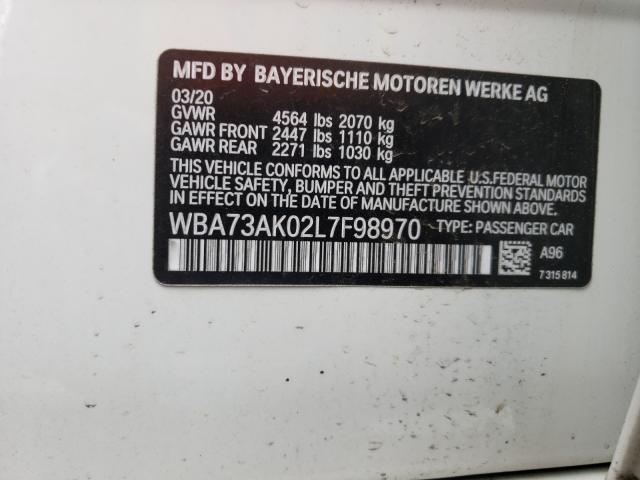 MFD BY BAYERISCHE MOTOREN WERKE AG
03/20
GVWR 4564 lbs 2070 kg
GAWR FRONT 2447 lbs 1110 kg
GAWR REAR 2271 lbs 1030 kg
THIS VEHICLE CONFORMS TO ALL APPLICABLE U.S.FEDERAL MOTOR
VEHICLE SAFETY, BUMPER AND THEFT PREVENTION STANDARDS IN
EFFECT ON THE DATE OF MANUFACTURE SHOWN ABOVE.
WBA73AK02L7F98970 TYPE: PASSENGER CAR
A96
7 315 814